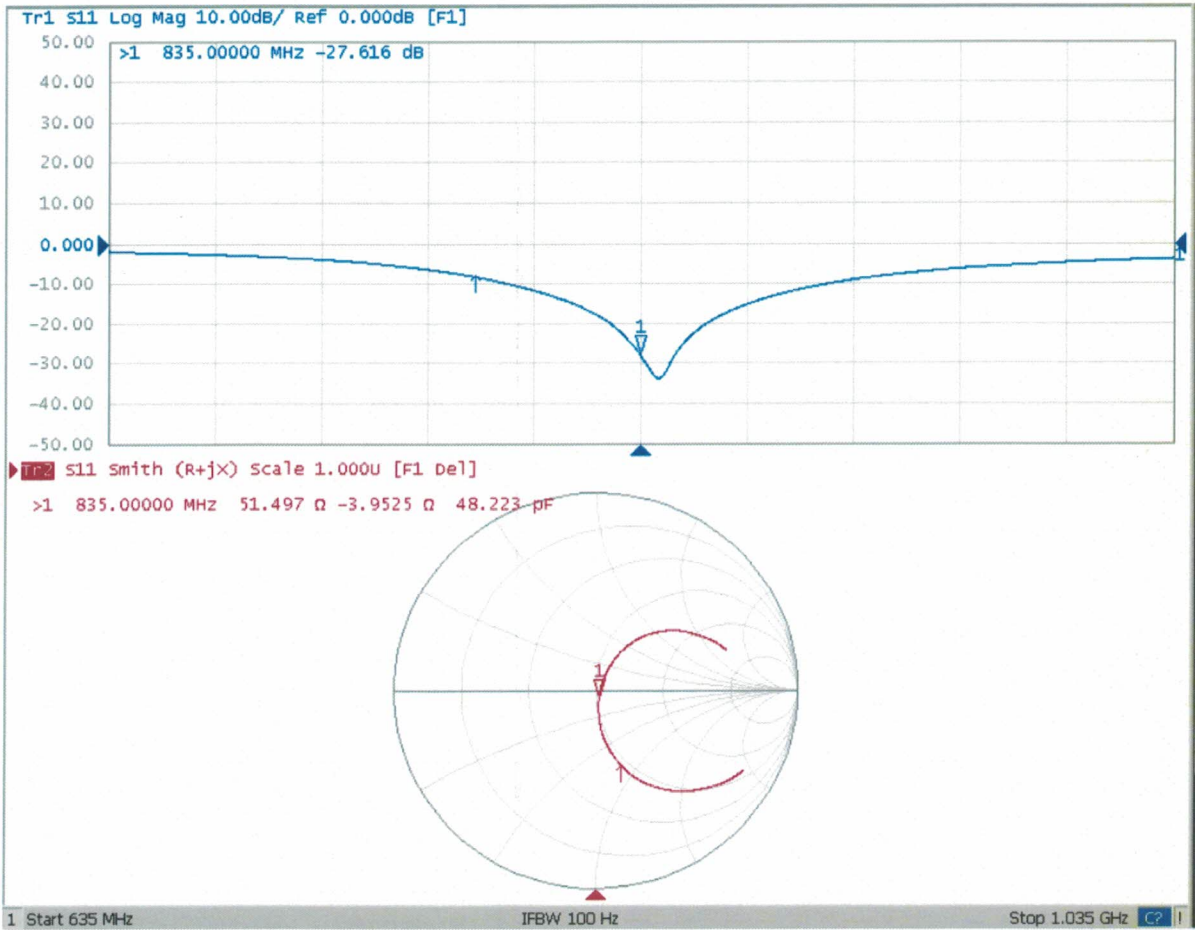 Tr1 S11 Log Mag 10.00dB/ Ref 0.000dB [F1]
50.00
>1 835.00000 MHz -27.616 dB
40.00
30.00
20.00
10.00
0.000
1
-10.00
-20.00
1
-30.00
-40.00
-50.00
Tr2 S11 Smith (R+jX) Scale 1.000U [F1 Del]
>1 835.00000 MHz 51.497 Ω -3.9525 Ω 48.223 pF
1
1 Start 635 MHz IFBW 100 Hz Stop 1.035 GHz C? !